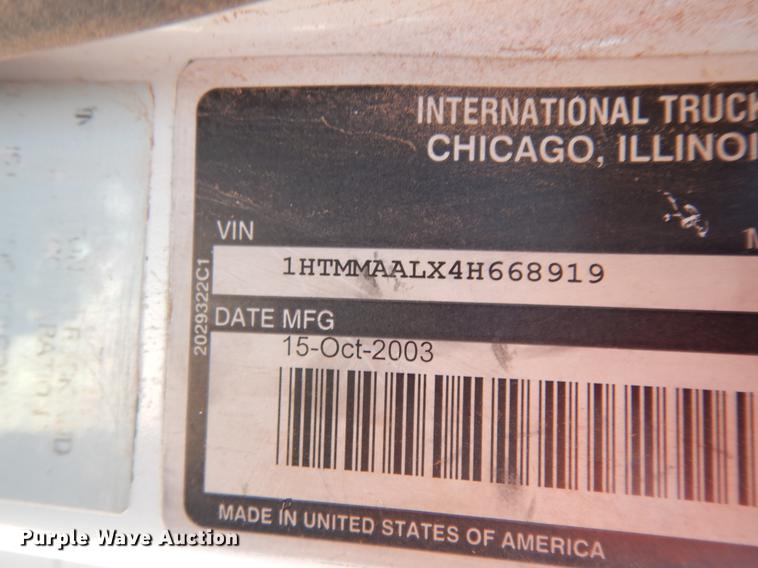 INTERNATIONAL TRUCK
CHICAGO, ILLINOI
VIN
1HTMMAALX4H668919
DATE MFG
15-Oct-2003
2029322C1
MADE IN UNITED STATES OF AMERICA
Purple Wave Auction